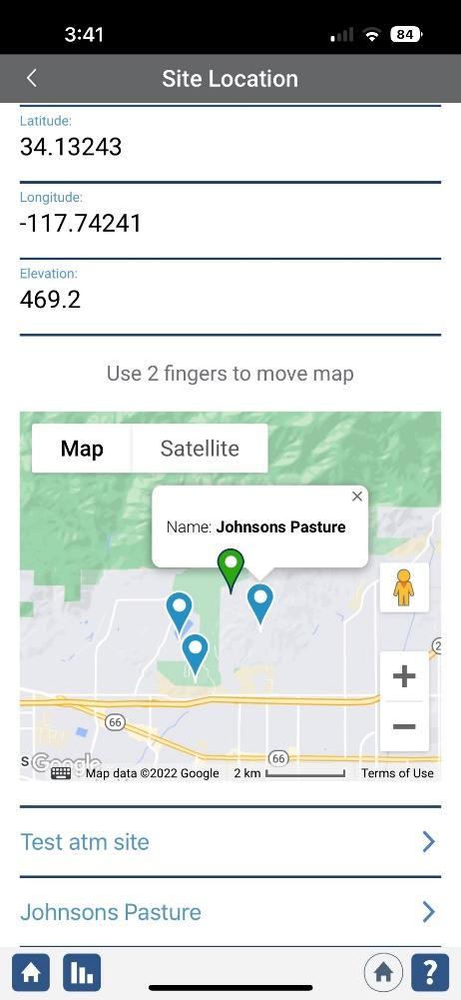 3:41
84
Site Location
Latitude:
34.13243
Longitude:
-117.74241
Elevation:
469.2
Use 2 fingers to move map
Map
Satellite
Name: Johnsons Pasture
2
66
66
S
Google
Map data ©2022 Google
2 km
Terms of Use
Test atm site
Johnsons Pasture
?